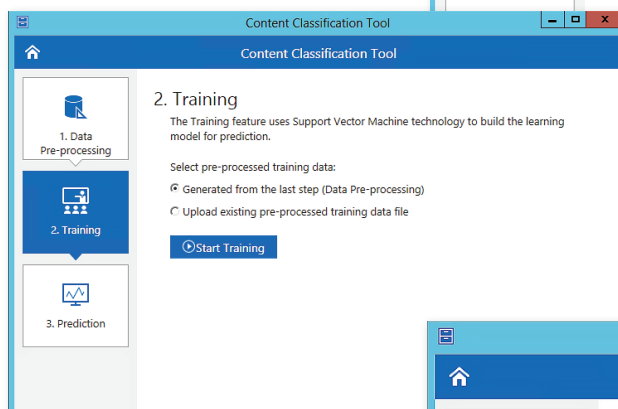 Content Classification Tool
Content Classification Tool
1. Data
Pre-processing
2. Training
3. Prediction
2. Training
The Training feature uses Support Vector Machine technology to build the learning
model for prediction.
Select pre-processed training data:
Generated from the last step (Data Pre-processing)
Upload existing pre-processed training data file
Start Training